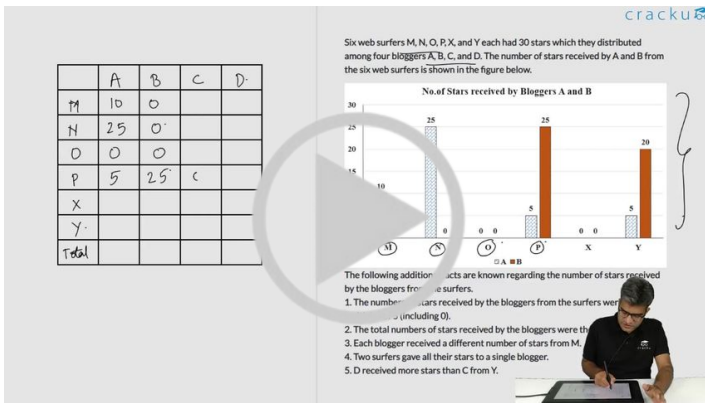 cracku
Six web surfers M, N, O, P, X, and Y each had 30 stars which they distributed
among four bloggers A, B, C, and D. The number of stars received by A and B from
the six web surfers is shown in the figure below.
No.of Stars received by Bloggers A and B
30
25
20
15
10
25
0
0 0
5
25
0 0
5
20
M N O P X Y
A B
The following addition acts are known regarding the number of stars received
by the bloggers from the surfers.
1. The number stars received by the bloggers from the surfers wer
(including 0).
2. The total numbers of stars received by the bloggers were th
3. Each blogger received a different number of stars from M.
4. Two surfers gave all their stars to a single blogger.
5. D received more stars than C from Y.
A B C D.
M 10 0
N 25 0
O 0 0
P 5 25 C
X
Y.
Total